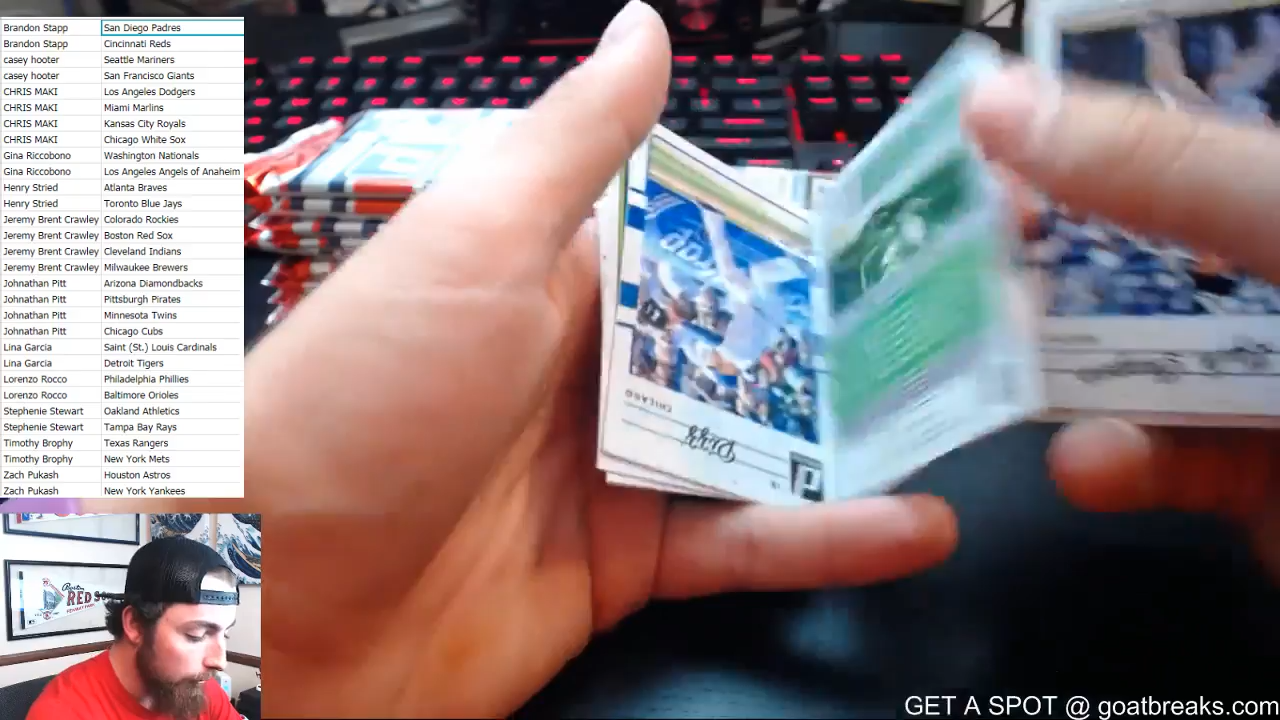 Brandon Stapp San Diego Padres
Brandon Stapp Cincinnati Reds
casey hooter Seattle Mariners
casey hooter San Francisco Giants
CHRIS MAKI Los Angeles Dodgers
CHRIS MAKI Miami Marlins
CHRIS MAKI Kansas City Royals
CHRIS MAKI Chicago White Sox
Gina Riccobono Washington Nationals
Gina Riccobono Los Angeles Angels of Anaheim
Henry Stried Atlanta Braves
Henry Stried Toronto Blue Jays
Jeremy Brent Crawley Colorado Rockies
Jeremy Brent Crawley Boston Red Sox
Jeremy Brent Crawley Cleveland Indians
Jeremy Brent Crawley Milwaukee Brewers
Johnathan Pitt Arizona Diamondbacks
Johnathan Pitt Pittsburgh Pirates
Johnathan Pitt Minnesota Twins
Johnathan Pitt Chicago Cubs
Lina Garcia Saint (St.) Louis Cardinals
Lina Garcia Detroit Tigers
Lorenzo Rocco Philadelphia Phillies
Lorenzo Rocco Baltimore Orioles
Stephenie Stewart Oakland Athletics
Stephenie Stewart Tampa Bay Rays
Timothy Brophy Texas Rangers
Timothy Brophy New York Mets
Zach Pukash Houston Astros
Zach Pukash New York Yankees
CHICAGO
Boston
RED SO
GET A SPOT @ goatbreaks.com